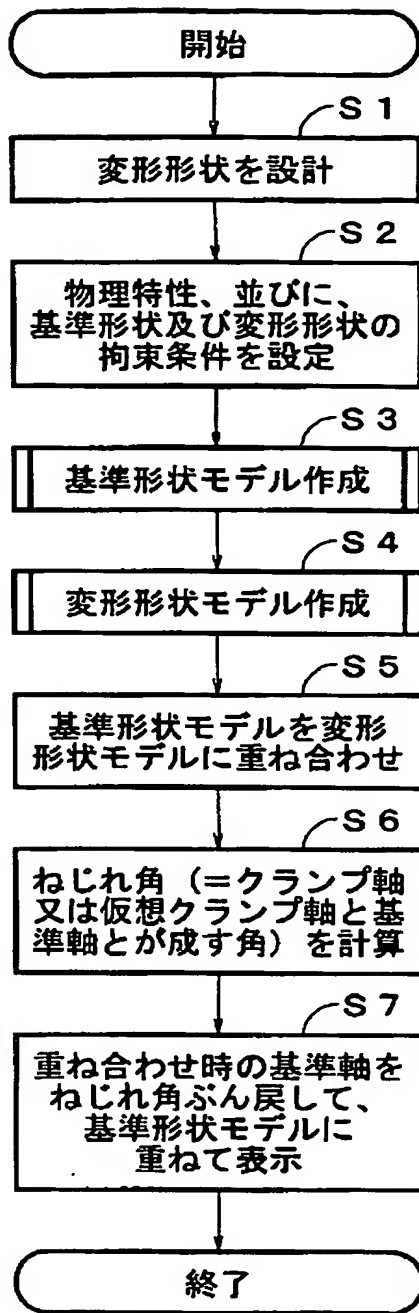 開始
S1
変形形状を設計
S2
物理特性、並びに、
基準形状及び変形形状の
拘束条件を設定
S3
基準形状モデル作成
S4
変形形状モデル作成
S5
基準形状モデルを変形
形状モデルに重ね合わせ
S6
ねじれ角（=クランプ軸
又は仮想クランプ軸と基
準軸とが成す角）を計算
S7
重ね合わせ時の基準軸を
ねじれ角ぶん戻して、
基準形状モデルに
重ねて表示
終了